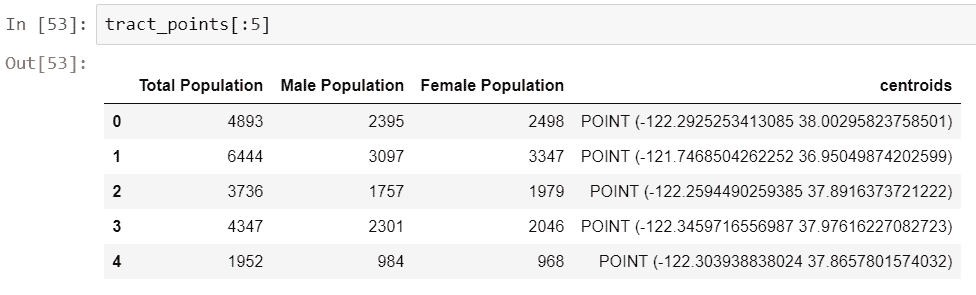 In [53]: tract_points[:5]
Out[53]:
Total Population Male Population Female Population centroids
0 4893 2395 2498 POINT (-122.2925253413085 38.00295823758501)
1 6444 3097 3347 POINT (-121.7468504262252 36.95049874202599)
2 3736 1757 1979 POINT (-122.2594490259385 37.8916373721222)
3 4347 2301 2046 POINT (-122.3459716556987 37.97616227082723)
4 1952 984 968 POINT (-122.303938838024 37.8657801574032)